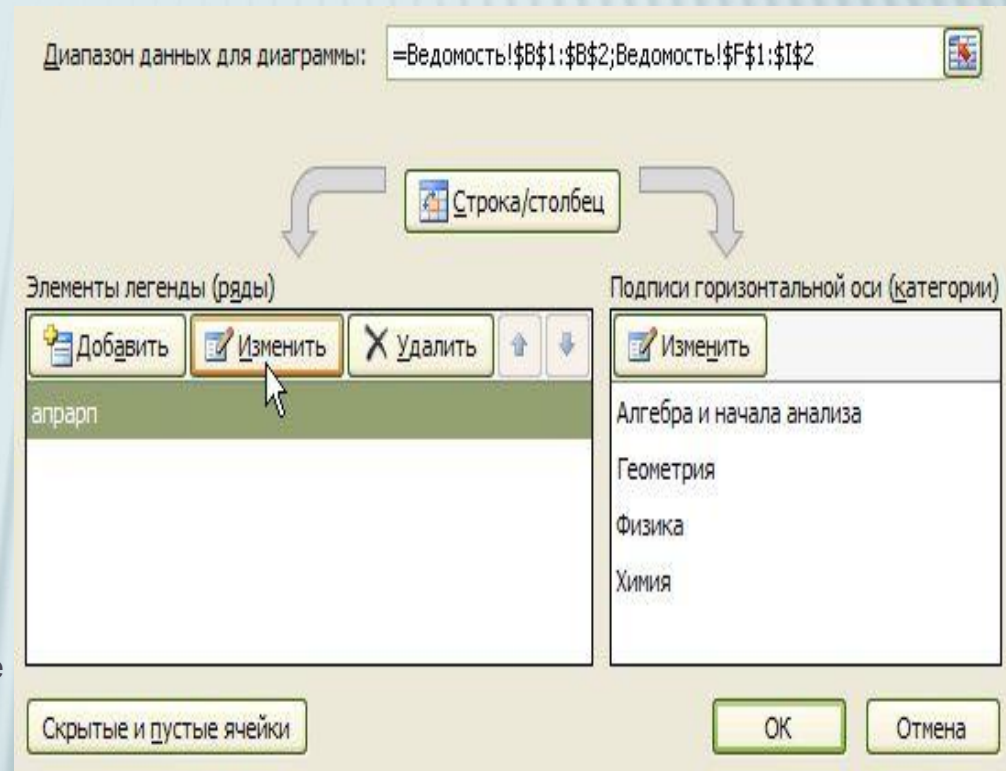 Диапазон данных для диаграммы: =Ведомость!$B$1:$B$2;Ведомость!$F$1:$I$2
Строка/столбец
Элементы легенды (ряды)
Добавить Изменить Удалить
апрарп
Подписи горизонтальной оси (категории)
Изменить
Алгебра и начала анализа
Геометрия
Физика
Химия
е
Скрытые и пустые ячейки
ОК Отмена